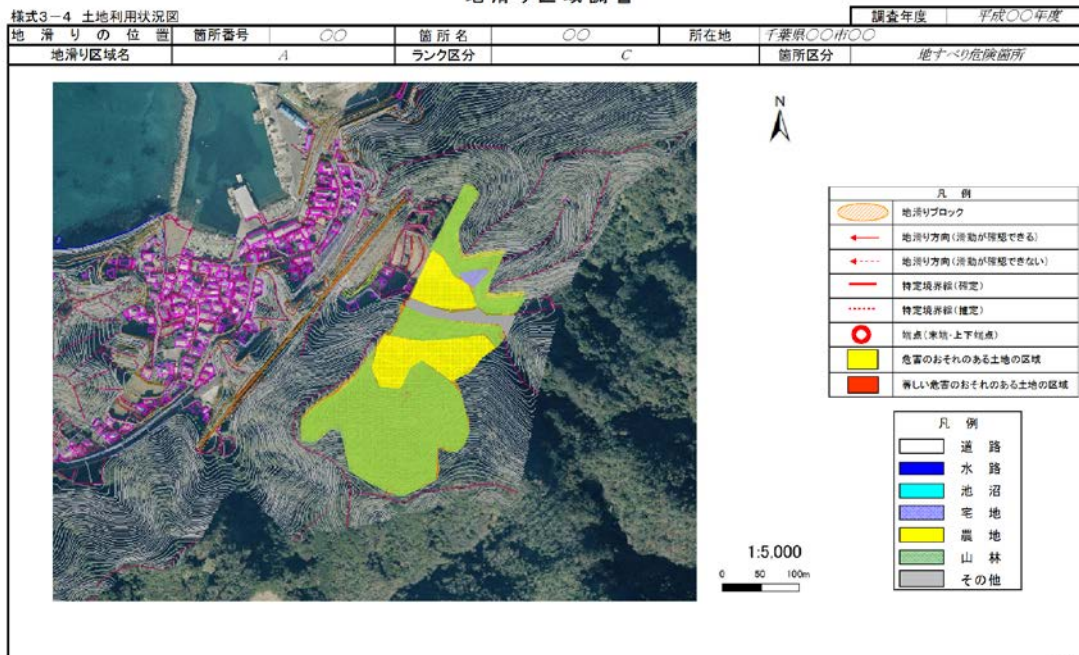 様式3-4 土地利用状況図
調査年度 平成〇〇年度
地滑りの位置 箇所番号 〇〇 箇所名 〇〇 所在地 千葉県〇〇市〇〇
地滑り区域名 A ランク区分 C 箇所区分 地すべり危険箇所
N
凡例
地滑りブロック
地滑り方向(滑動が確認できる)
地滑り方向(滑動が確認できない)
特定境界線(確定)
特定境界線(推定)
端点(末端・上下端点)
危害のおそれのある土地の区域
著しい危害のおそれのある土地の区域
凡例
道路
水路
池沼
宅地
農地
山林
その他
1:5,000
0 50 100m